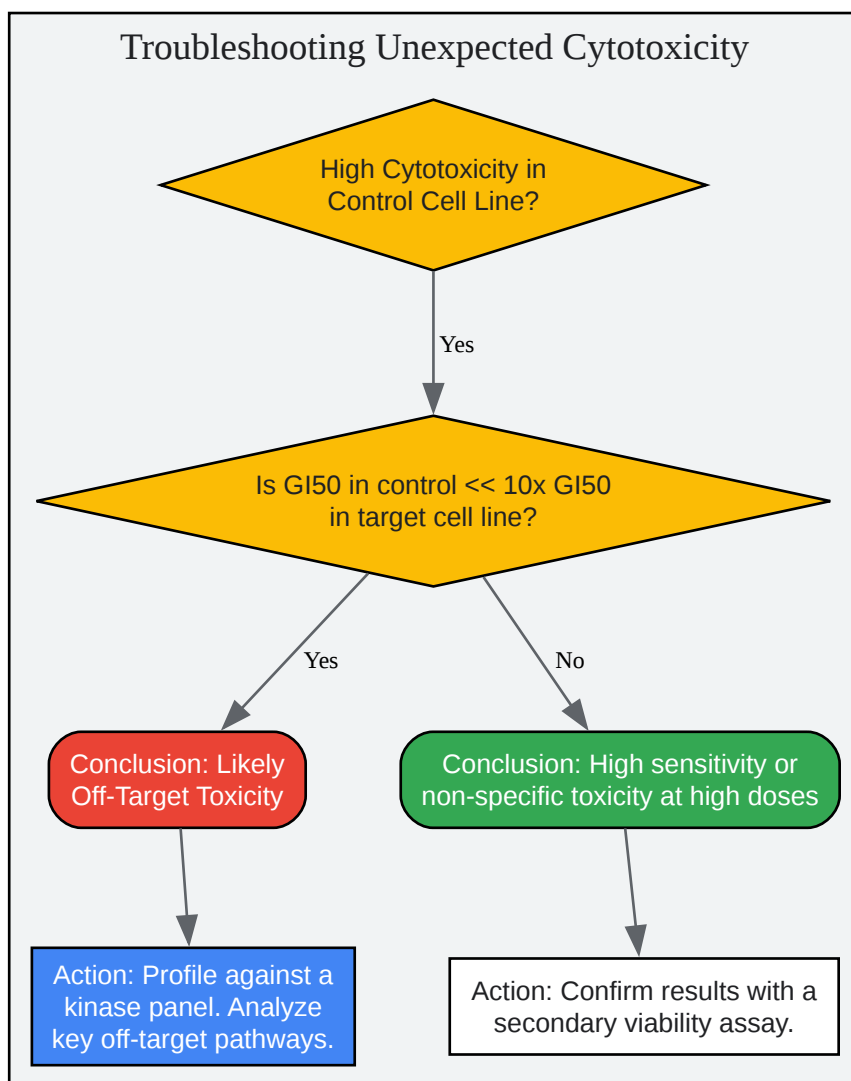 Troubleshooting Unexpected Cytotoxicity
High Cytotoxicity in
Control Cell Line?
Yes
Is GI50 in control << 10x GI50
in target cell line?
Yes
No
Conclusion: Likely
Off-Target Toxicity
Conclusion: High sensitivity or
non-specific toxicity at high doses
Action: Profile against a
kinase panel. Analyze
key off-target pathways.
Action: Confirm results with a
secondary viability assay.